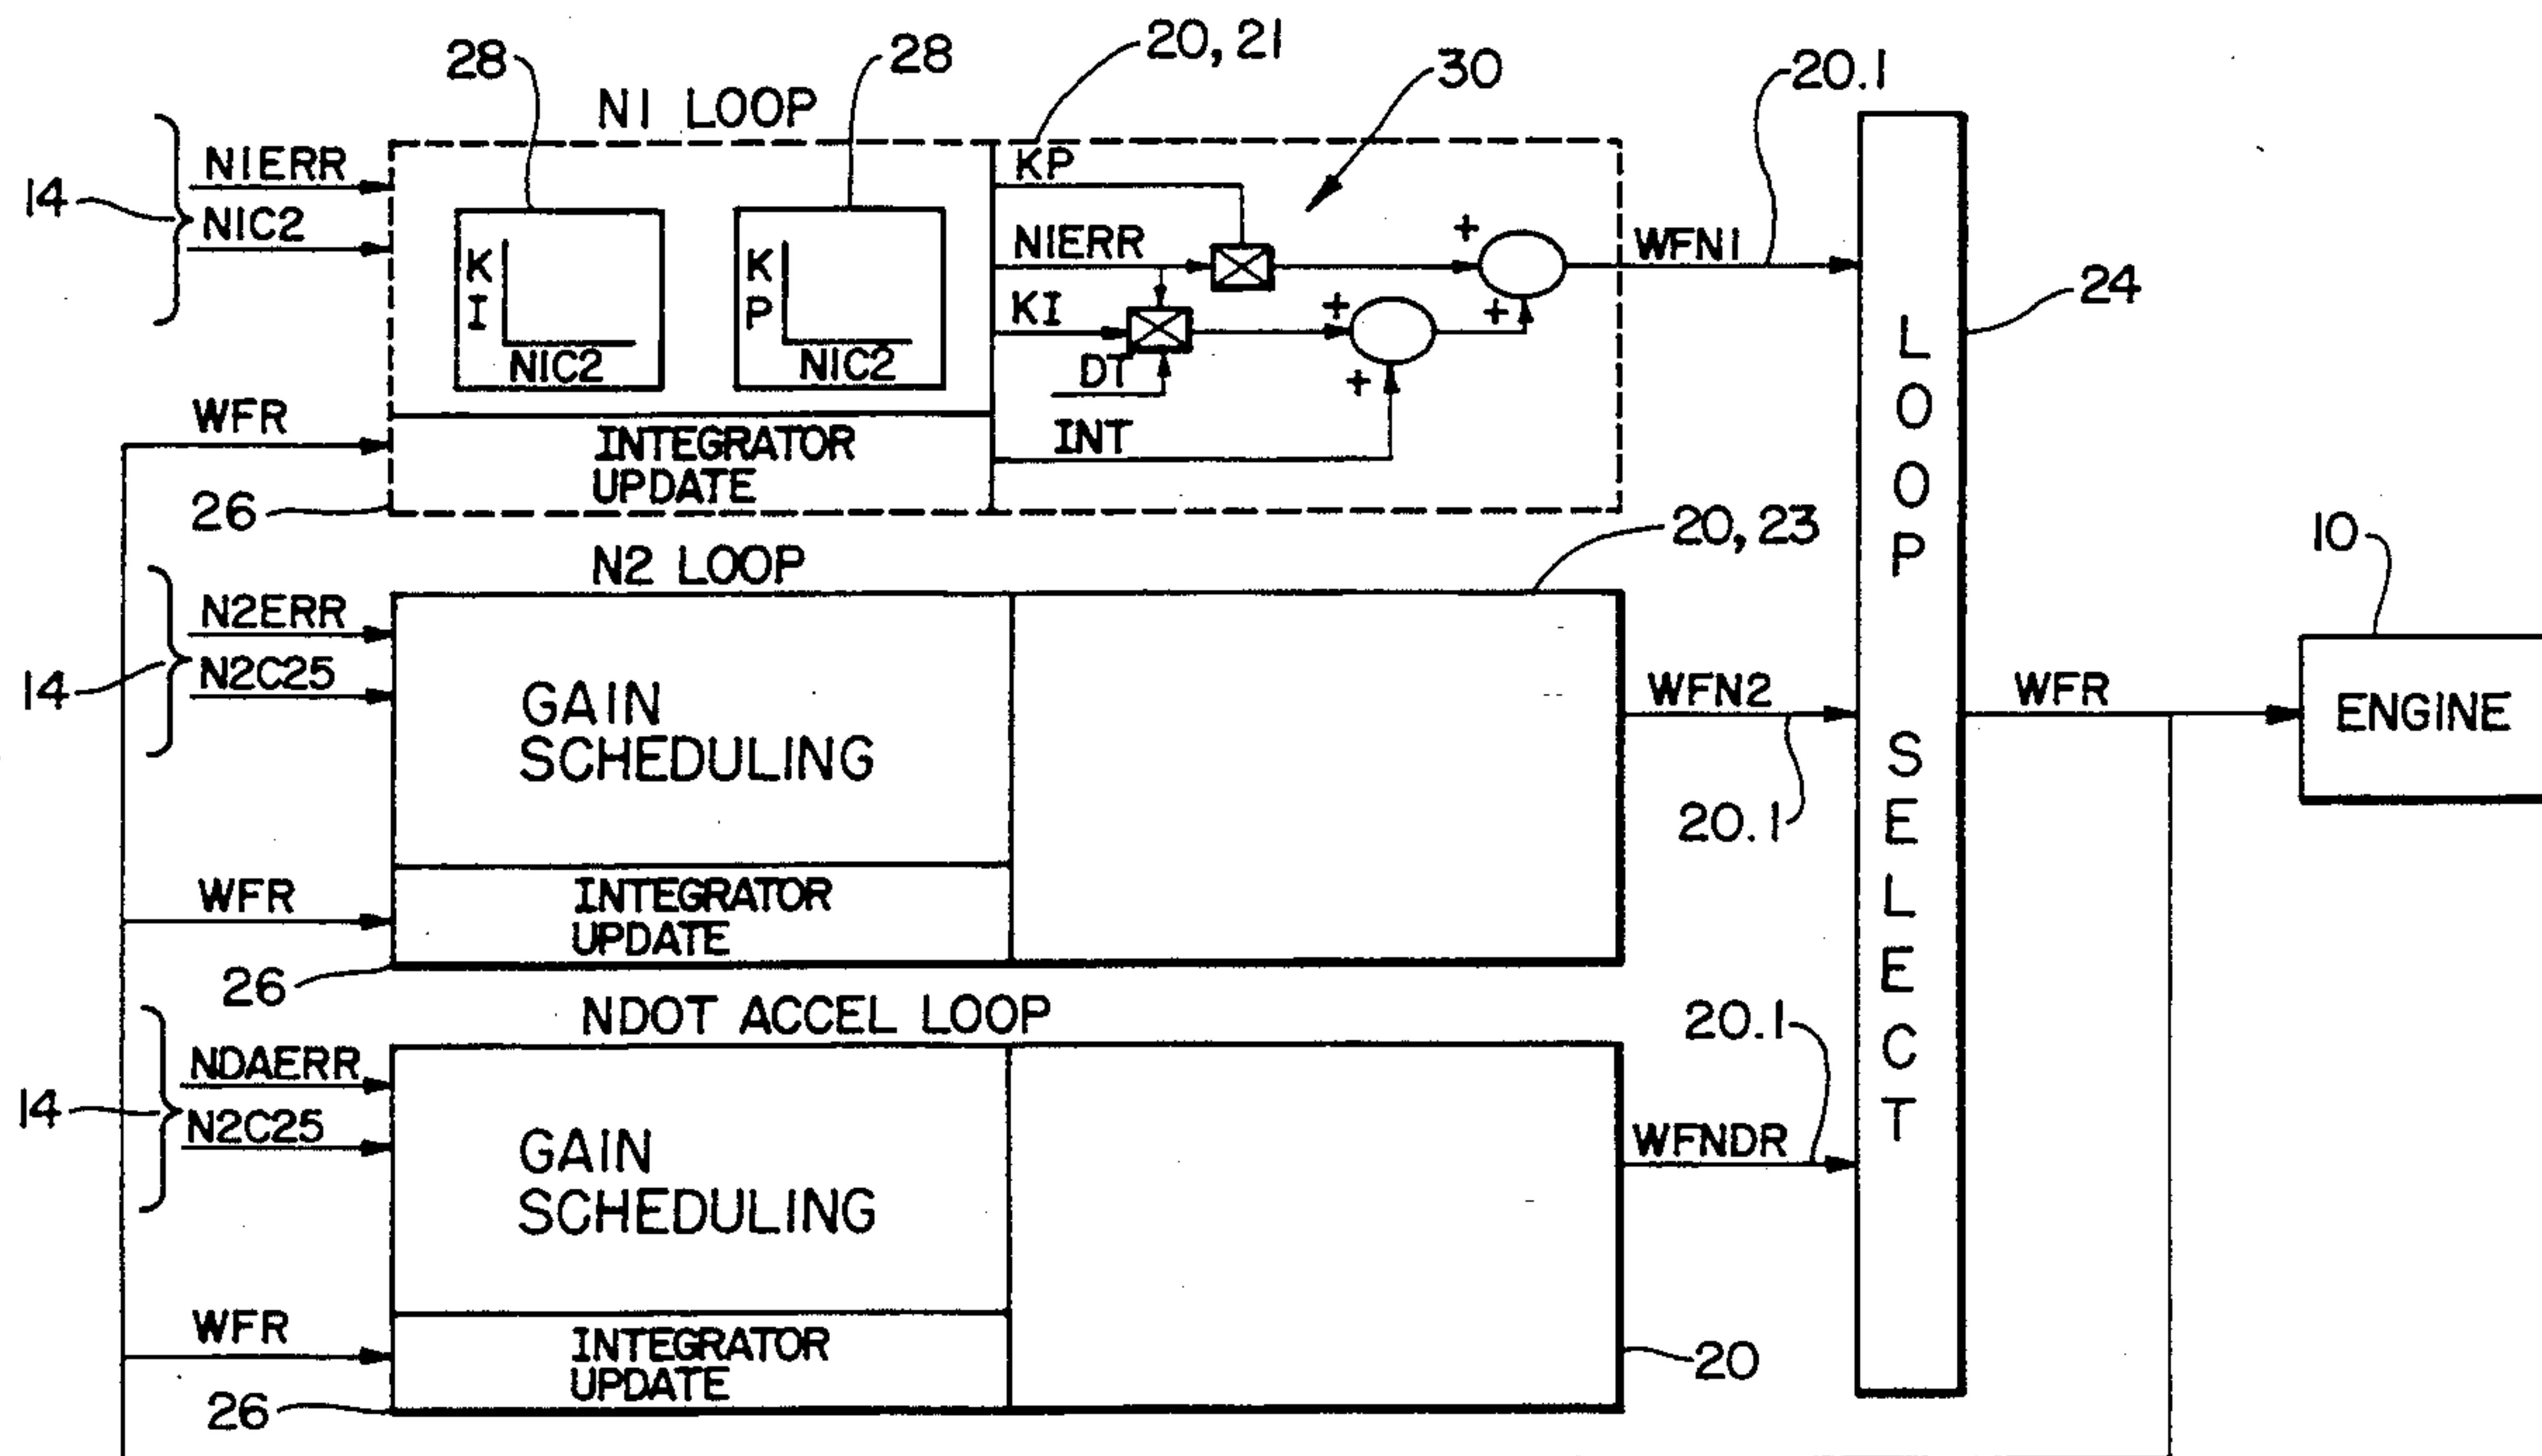 28
28
20, 21
30
20.1
N1 LOOP
14
N1ERR
N1C2
KP
N1ERR
KI
DT
INT
K
I
N1C2
K
P
N1C2
+
+
+
+
WFN1
24
WFR
INTEGRATOR
UPDATE
26
LOOP SELECT
N2 LOOP
20, 23
10
14
N2ERR
N2C25
GAIN
SCHEDULING
WFN2
20.1
WFR
ENGINE
WFR
INTEGRATOR
UPDATE
26
NDOT ACCEL LOOP
20.1
14
NDAERR
N2C25
GAIN
SCHEDULING
WFNDR
WFR
INTEGRATOR
UPDATE
20
26